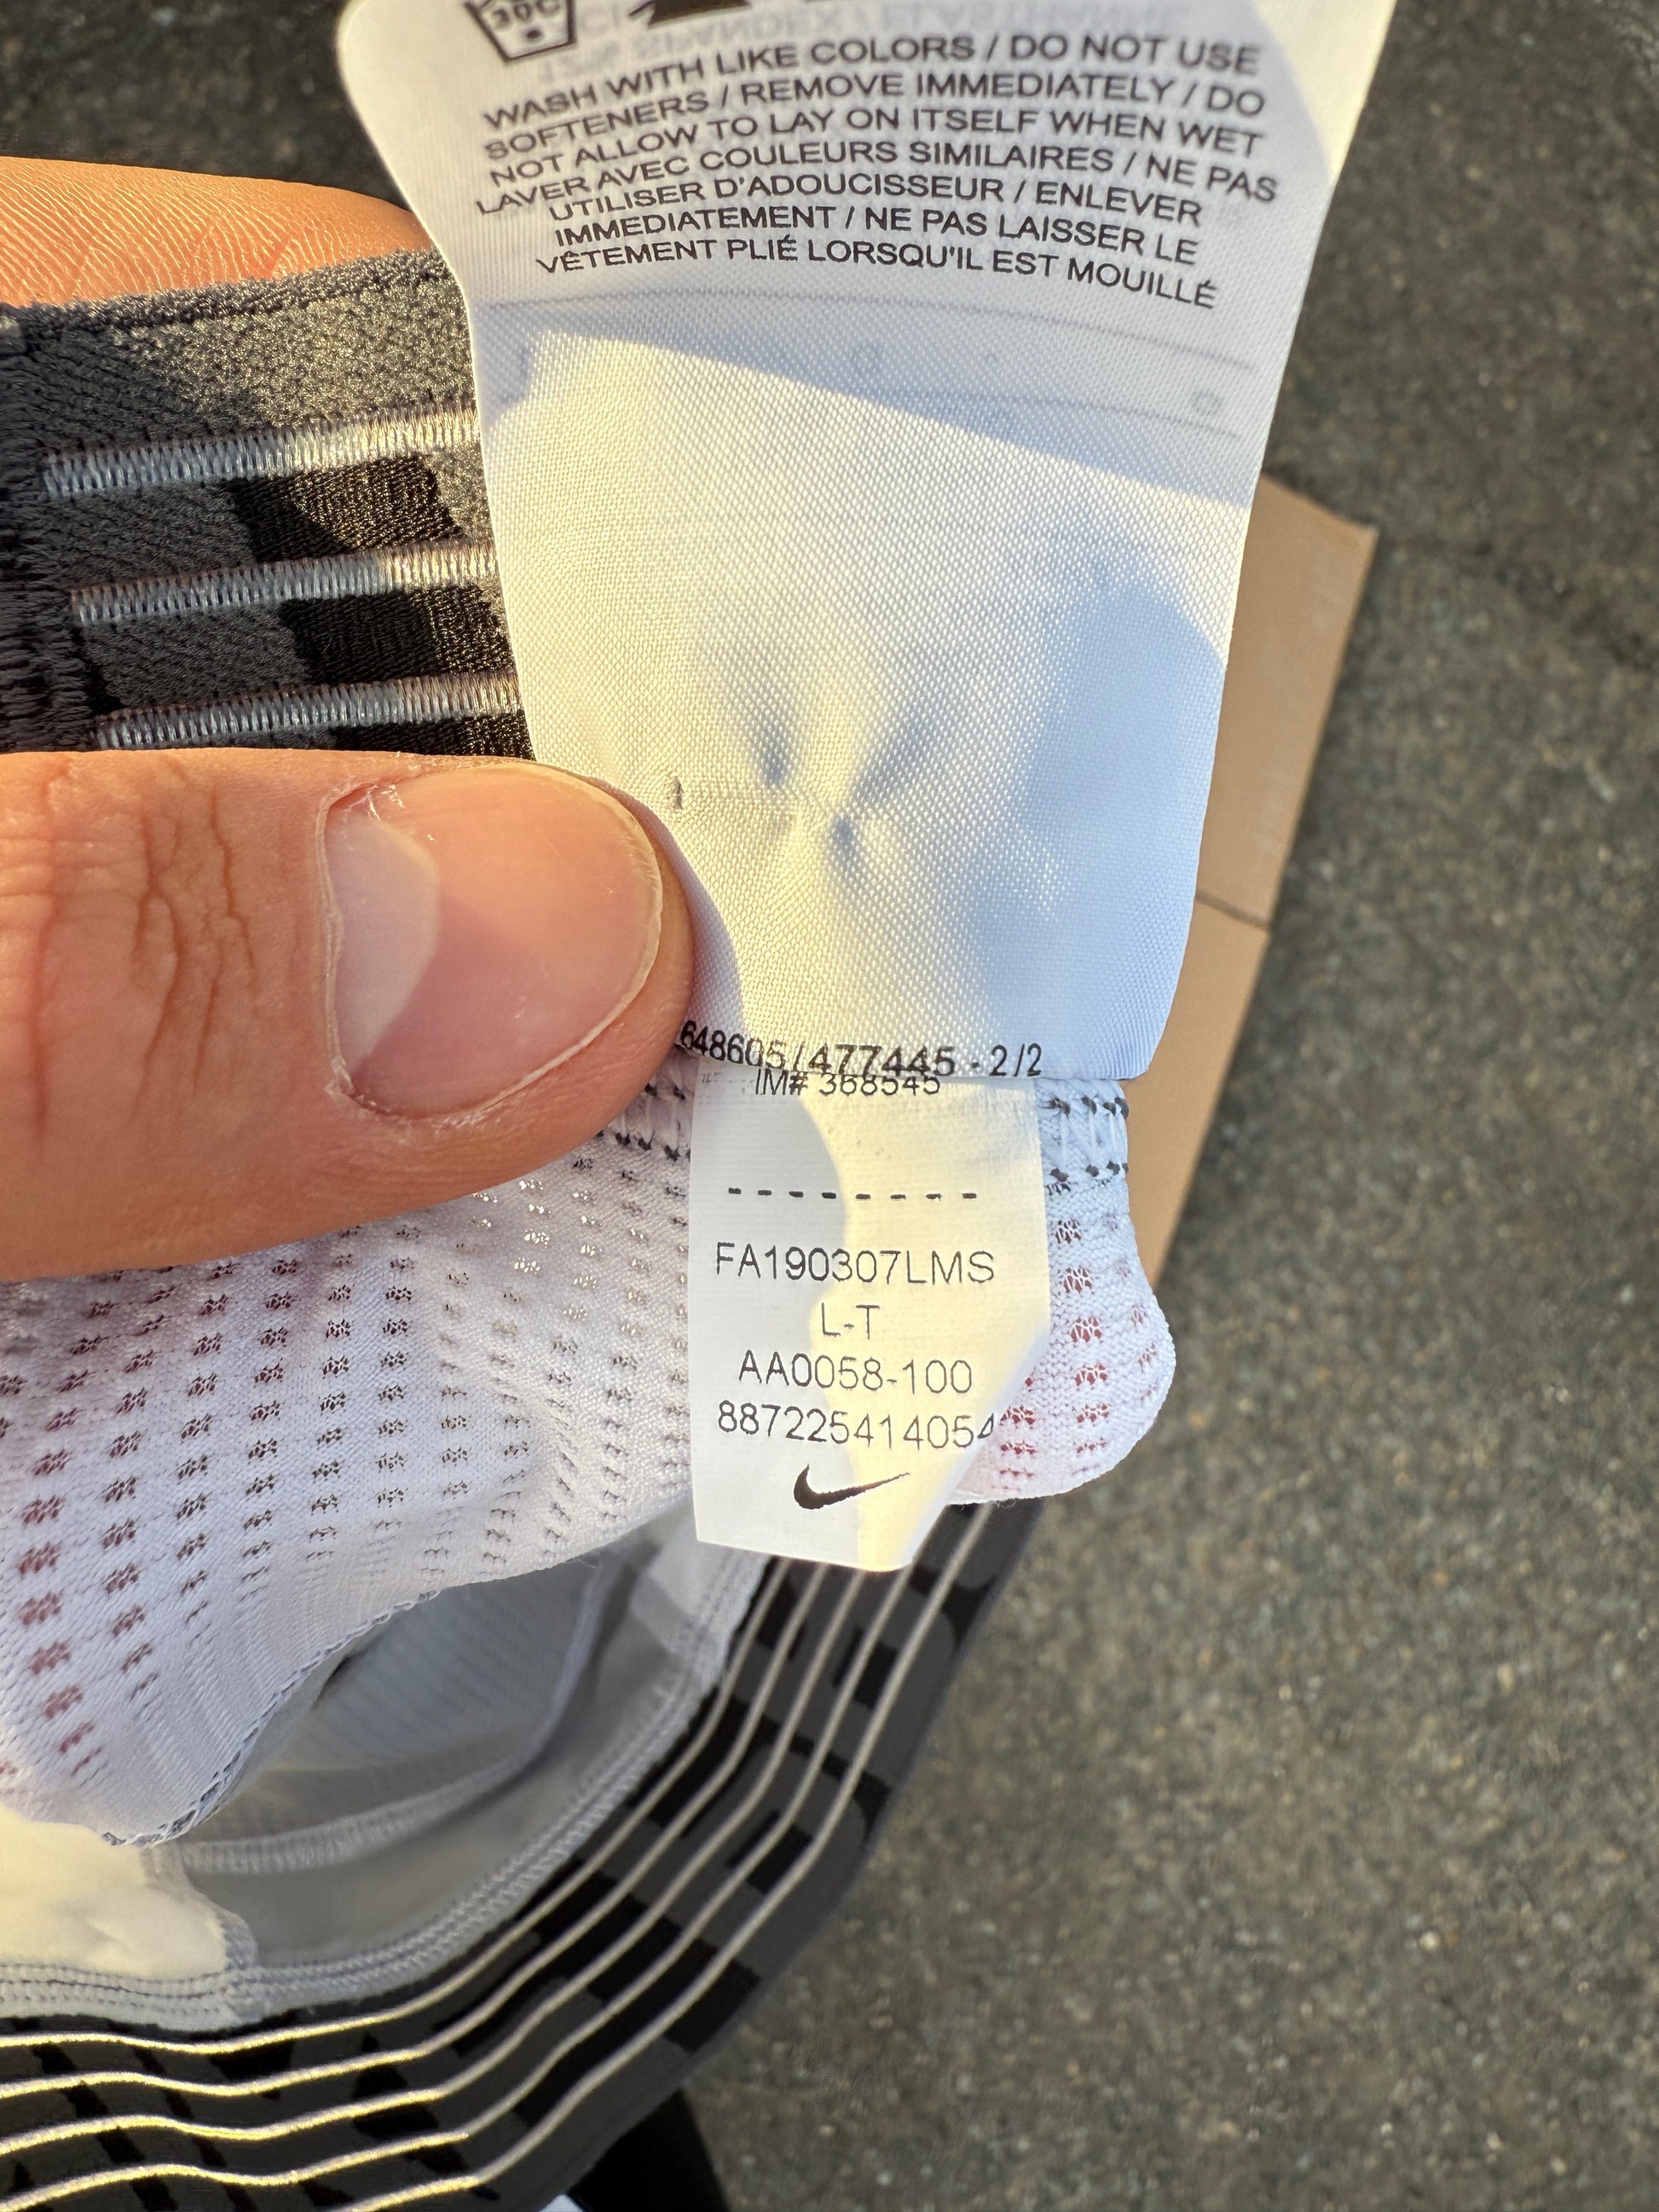 30C
WASH WITH LIKE COLORS / DO NOT USE
SOFTENERS / REMOVE IMMEDIATELY / DO
NOT ALLOW TO LAY ON ITSELF WHEN WET
LAVER AVEC COULEURS SIMILAIRES / NE PAS
UTILISER D'ADOUCISSEUR / ENLEVER
IMMEDIATEMENT / NE PAS LAISSER LE
VÊTEMENT PLIÉ LORSQU'IL EST MOUILLÉ
648605/477445 - 2/2
IM# 368545
--------
FA190307LMS
L-T
AA0058-100
887225414054